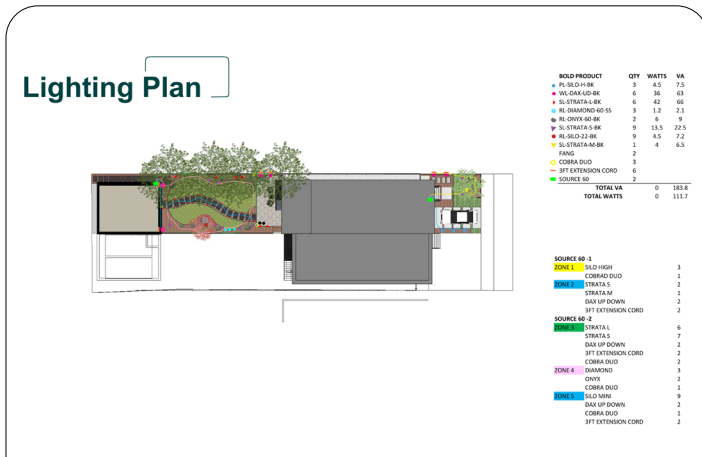 Lighting Plan
BOLD PRODUCT QTY WATTS VA
PL-SILO-H-BK 3 4.5 7.5
WL-DAX-UD-BK 6 36 63
SL-STRATA-L-BK 6 42 66
RL-DIAMOND-60-SS 3 1.2 2.1
RL-ONYX-60-BK 2 6 9
SL-STRATA-S-BK 9 13.5 22.5
RL-SILO-22-BK 9 4.5 7.2
SL-STRATA-M-BK 1 4 6.5
FANG 2
COBRA DUO 3
3FT EXTENSION CORD 6
SOURCE 60 2
TOTAL VA 0 183.8
TOTAL WATTS 0 111.7
SOURCE 60 -1
ZONE 1 SILO HIGH 3
COBRAD DUO 1
ZONE 2 STRATA S 2
STRATA M 1
DAX UP DOWN 2
3FT EXTENSION CORD 2
SOURCE 60 -2
ZONE 3 STRATA L 6
STRATA S 7
DAX UP DOWN 2
3FT EXTENSION CORD 2
COBRA DUO 2
ZONE 4 DIAMOND 3
ONYX 2
COBRA DUO 1
ZONE 5 SILO MINI 9
DAX UP DOWN 2
COBRA DUO 1
3FT EXTENSION CORD 2